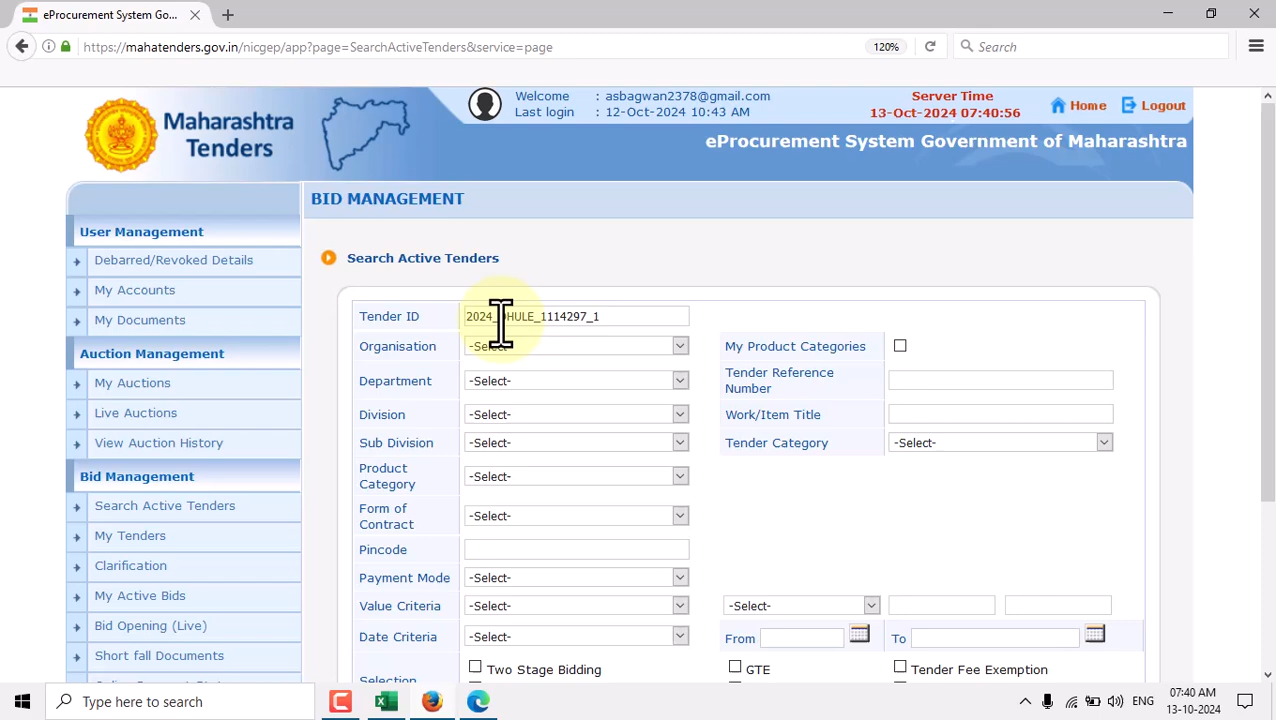 eProcurement System Go...
https://mahatenders.gov.in/nicgep/app?page=SearchActiveTenders&service=page
120%
Search
Maharashtra
Tenders
Welcome : asbagwan2378@gmail.com
Last login : 12-Oct-2024 10:43 AM
Server Time
13-Oct-2024 07:40:56
Home
Logout
eProcurement System Government of Maharashtra
User Management
Debarred/Revoked Details
My Accounts
My Documents
Auction Management
My Auctions
Live Auctions
View Auction History
Bid Management
Search Active Tenders
My Tenders
Clarification
My Active Bids
Bid Opening (Live)
Short fall Documents
BID MANAGEMENT
Search Active Tenders
Tender ID 2024_DHULE_1114297_1
Organisation -Select- My Product Categories
Department -Select- Tender Reference
Number
Division -Select- Work/Item Title
Sub Division -Select- Tender Category -Select-
Product
Category -Select-
Form of
Contract -Select-
Pincode
Payment Mode -Select-
Value Criteria -Select- -Select-
Date Criteria -Select- From To
Two Stage Bidding GTE Tender Fee Exemption
Selection
Type here to search
ENG
07:40 AM
13-10-2024